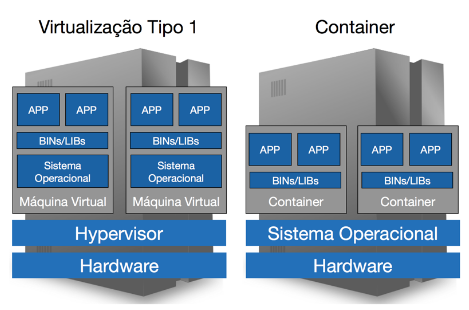 Virtualização Tipo 1
APP APP
BINs/LIBs
Sistema
Operacional
Máquina Virtual
APP APP
BINs/LIBs
Sistema
Operacional
Máquina Virtual
Hypervisor
Hardware
Container
APP APP
BINs/LIBs
Container
APP APP
BINs/LIBs
Container
Sistema Operacional
Hardware